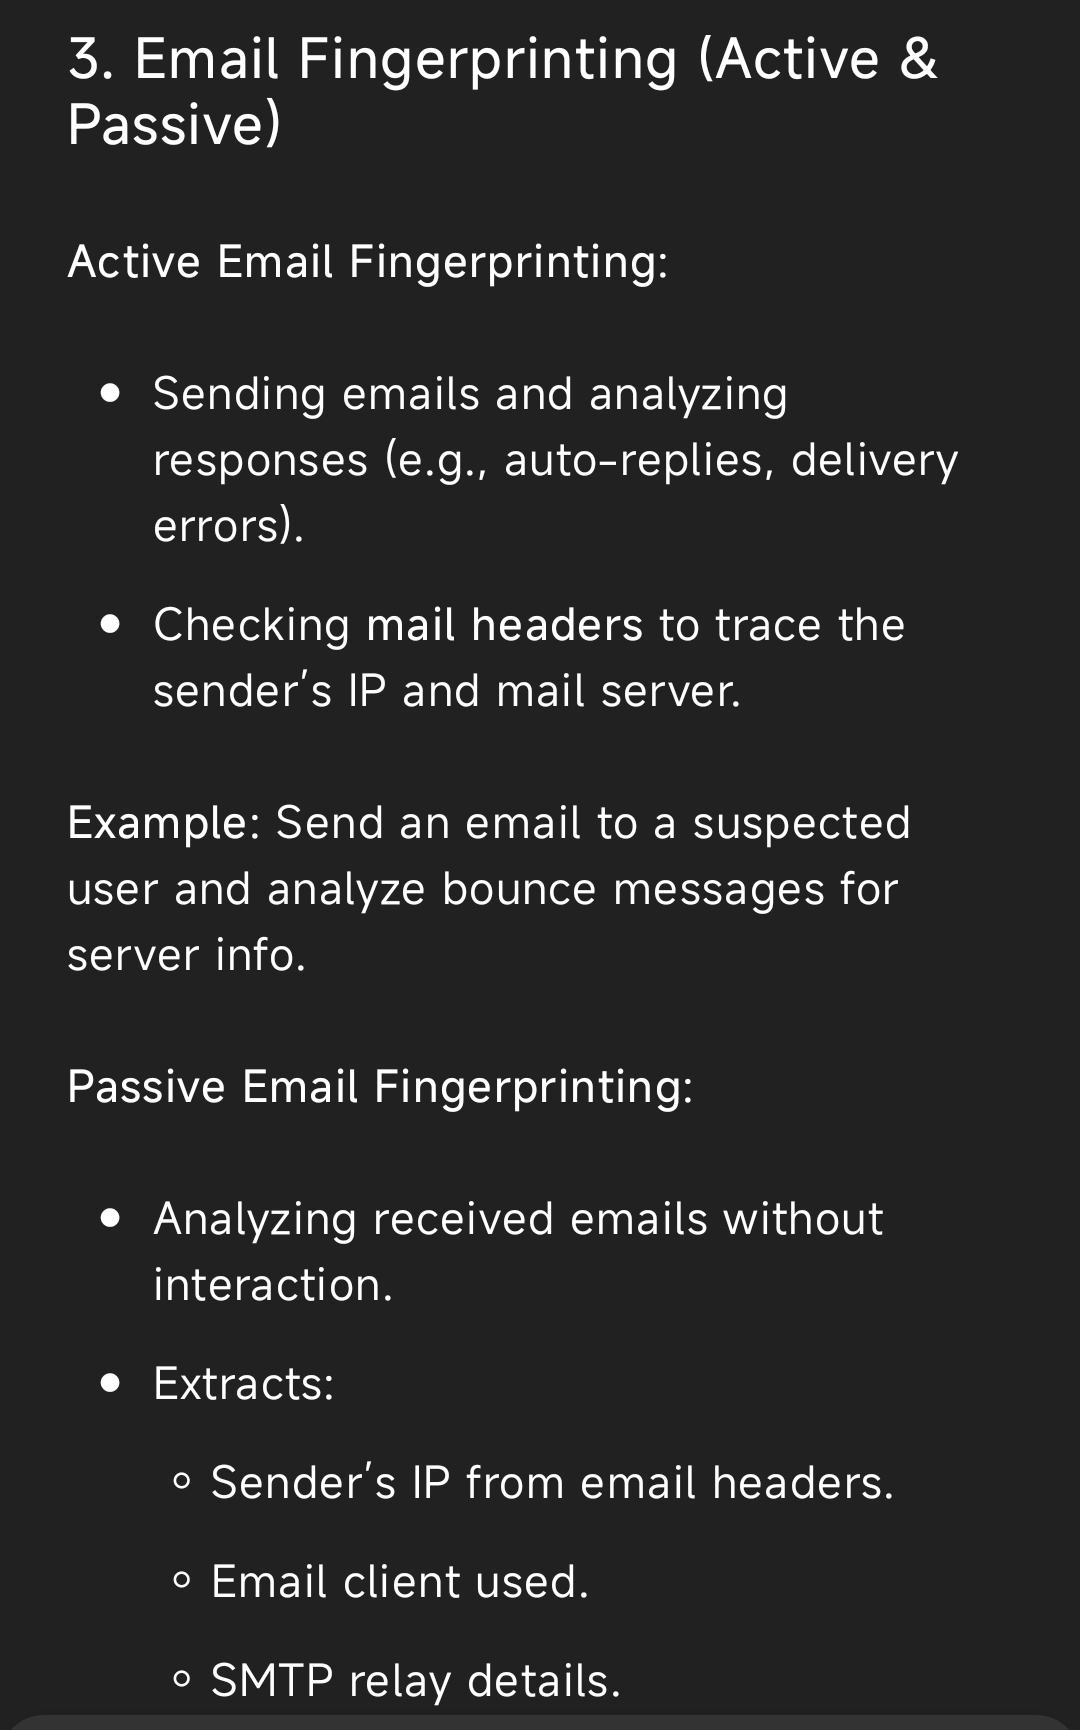 3. Email Fingerprinting (Active &
Passive)
Active Email Fingerprinting:
• Sending emails and analyzing
responses (e.g., auto-replies, delivery
errors).
• Checking mail headers to trace the
sender's IP and mail server.
Example: Send an email to a suspected
user and analyze bounce messages for
server info.
Passive Email Fingerprinting:
• Analyzing received emails without
interaction.
• Extracts:
◦ Sender's IP from email headers.
◦ Email client used.
◦ SMTP relay details.